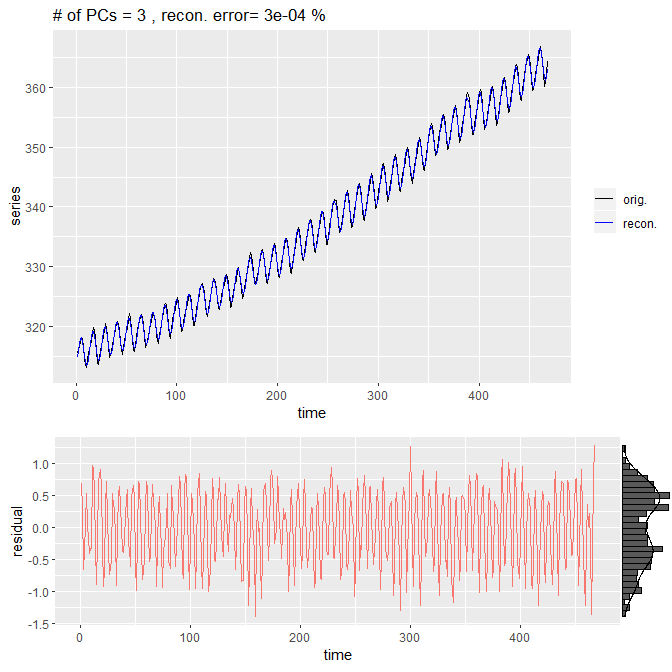 # of PCs = 3 , recon. error= 3e-04 %
360
350
340
330
320
series
0 100 200 300 400
time
orig.
recon.
1.0
0.5
0.0
-0.5
-1.0
-1.5
residual
0 100 200 300 400
time